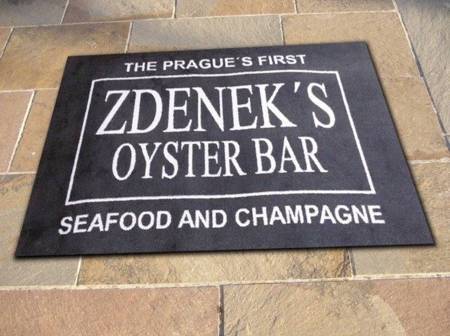 THE PRAGUE´S FIRST
ZDENEK´S
OYSTER BAR
SEAFOOD AND CHAMPAGNE